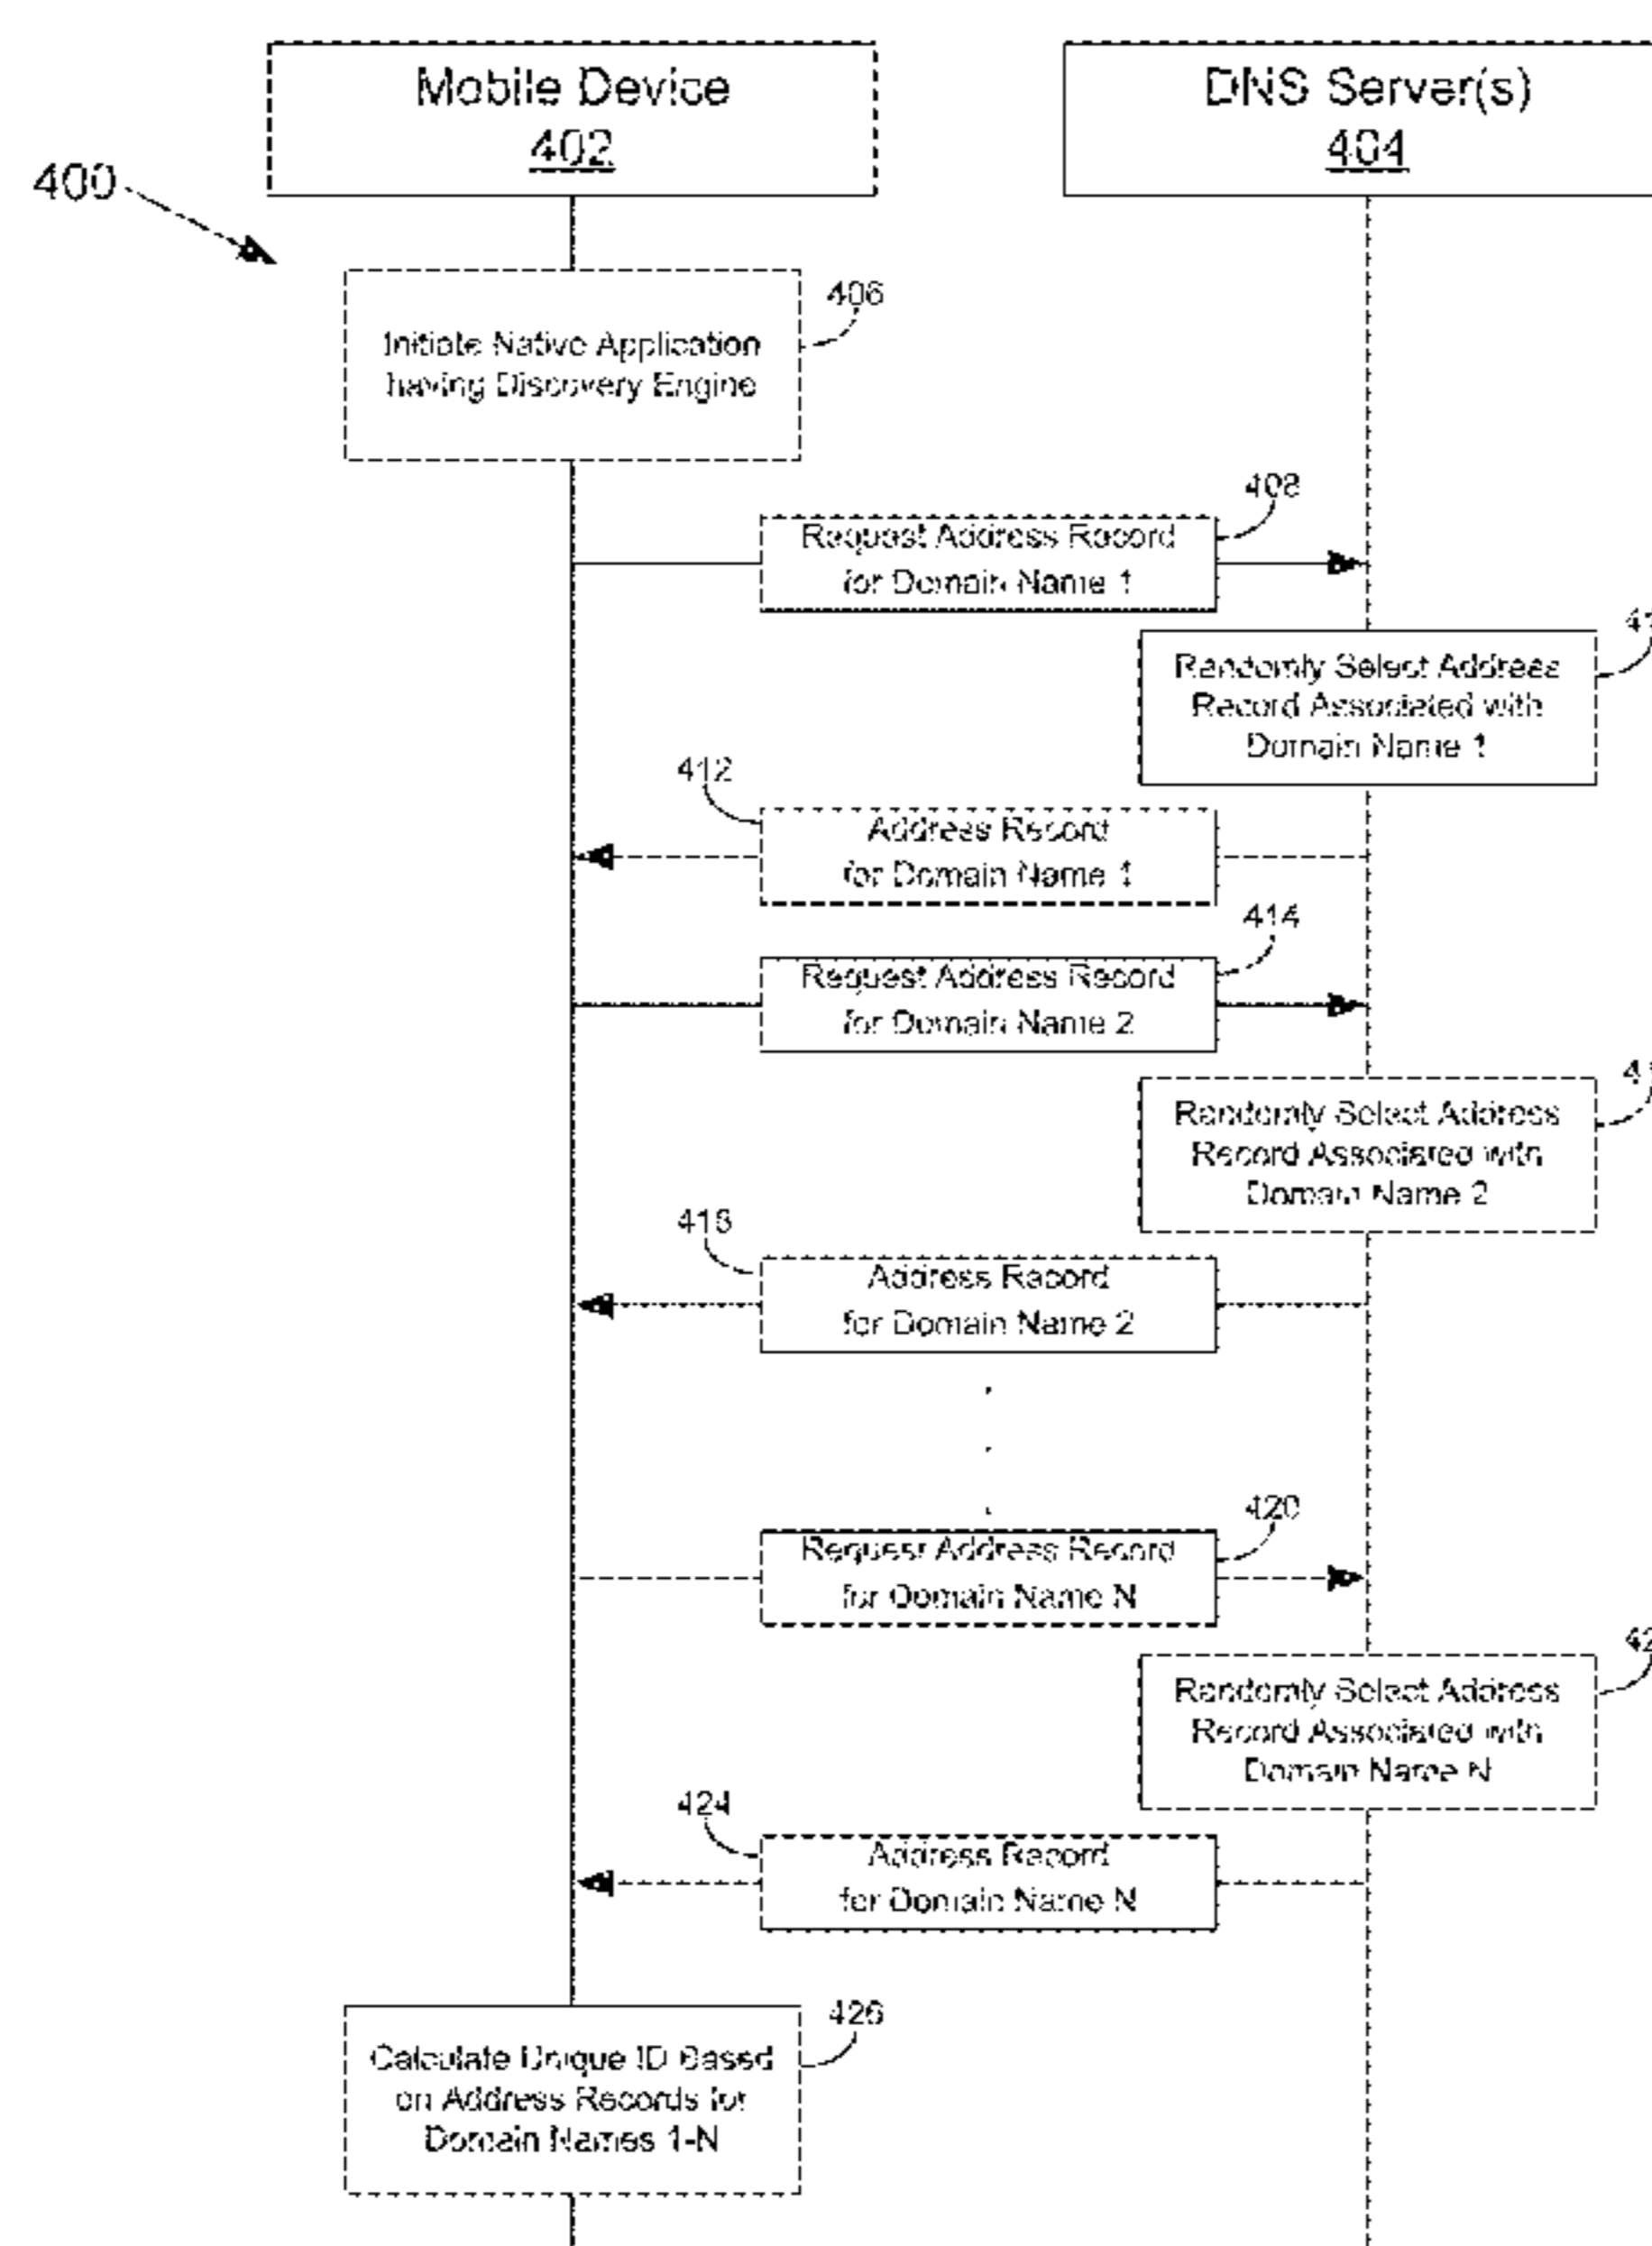 Mobile Device
402
DNS Server(s)
404
400
406
Initiate Native Application
having Discovery Engine
408
Request Address Record
for Domain Name 1
Randomly Select Address
Record Associated with
Domain Name 1
412
Address Record
for Domain Name 1
414
Request Address Record
for Domain Name 2
Randomly Select Address
Record Associated with
Domain Name 2
418
Address Record
for Domain Name 2
420
Request Address Record
for Domain Name N
Randomly Select Address
Record Associated with
Domain Name N
424
Address Record
for Domain Name N
426
Calculate Unique ID Based
on Address Records for
Domain Names 1-N